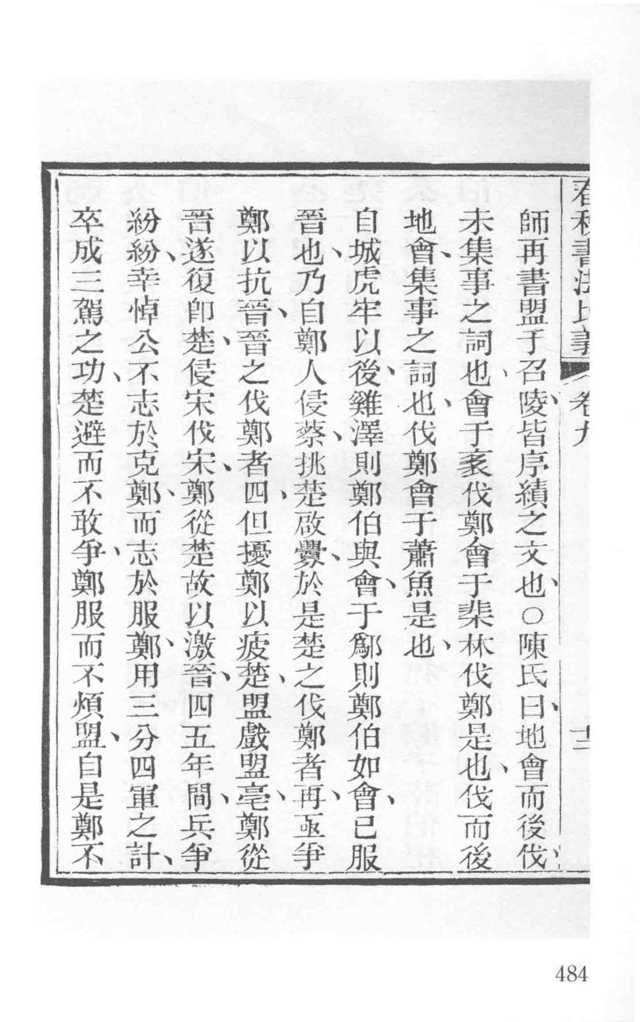 春秋書法比義 卷九 十二
師再書盟于召陵皆序績之文也○陳氏曰地會而後伐
未集事之詞也會于袲伐鄭會于棐林伐鄭是也伐而後
地會集事之詞也伐鄭會于蕭魚是也
自城虎牢以後雞澤則鄭伯與會于鄬則鄭伯如會已服
晉也乃自鄭人侵蔡挑楚啟釁於是楚之伐鄭者再亟爭
鄭以抗晉晉之伐鄭者四但擾鄭以疲楚盟戲盟亳鄭從
晉遂復卽楚侵宋伐宋鄭從楚故以激晉四五年間兵爭
紛紛幸悼公不志於克鄭而志於服鄭用三分四軍之計
卒成三駕之功楚避而不敢爭鄭服而不煩盟自是鄭不
484